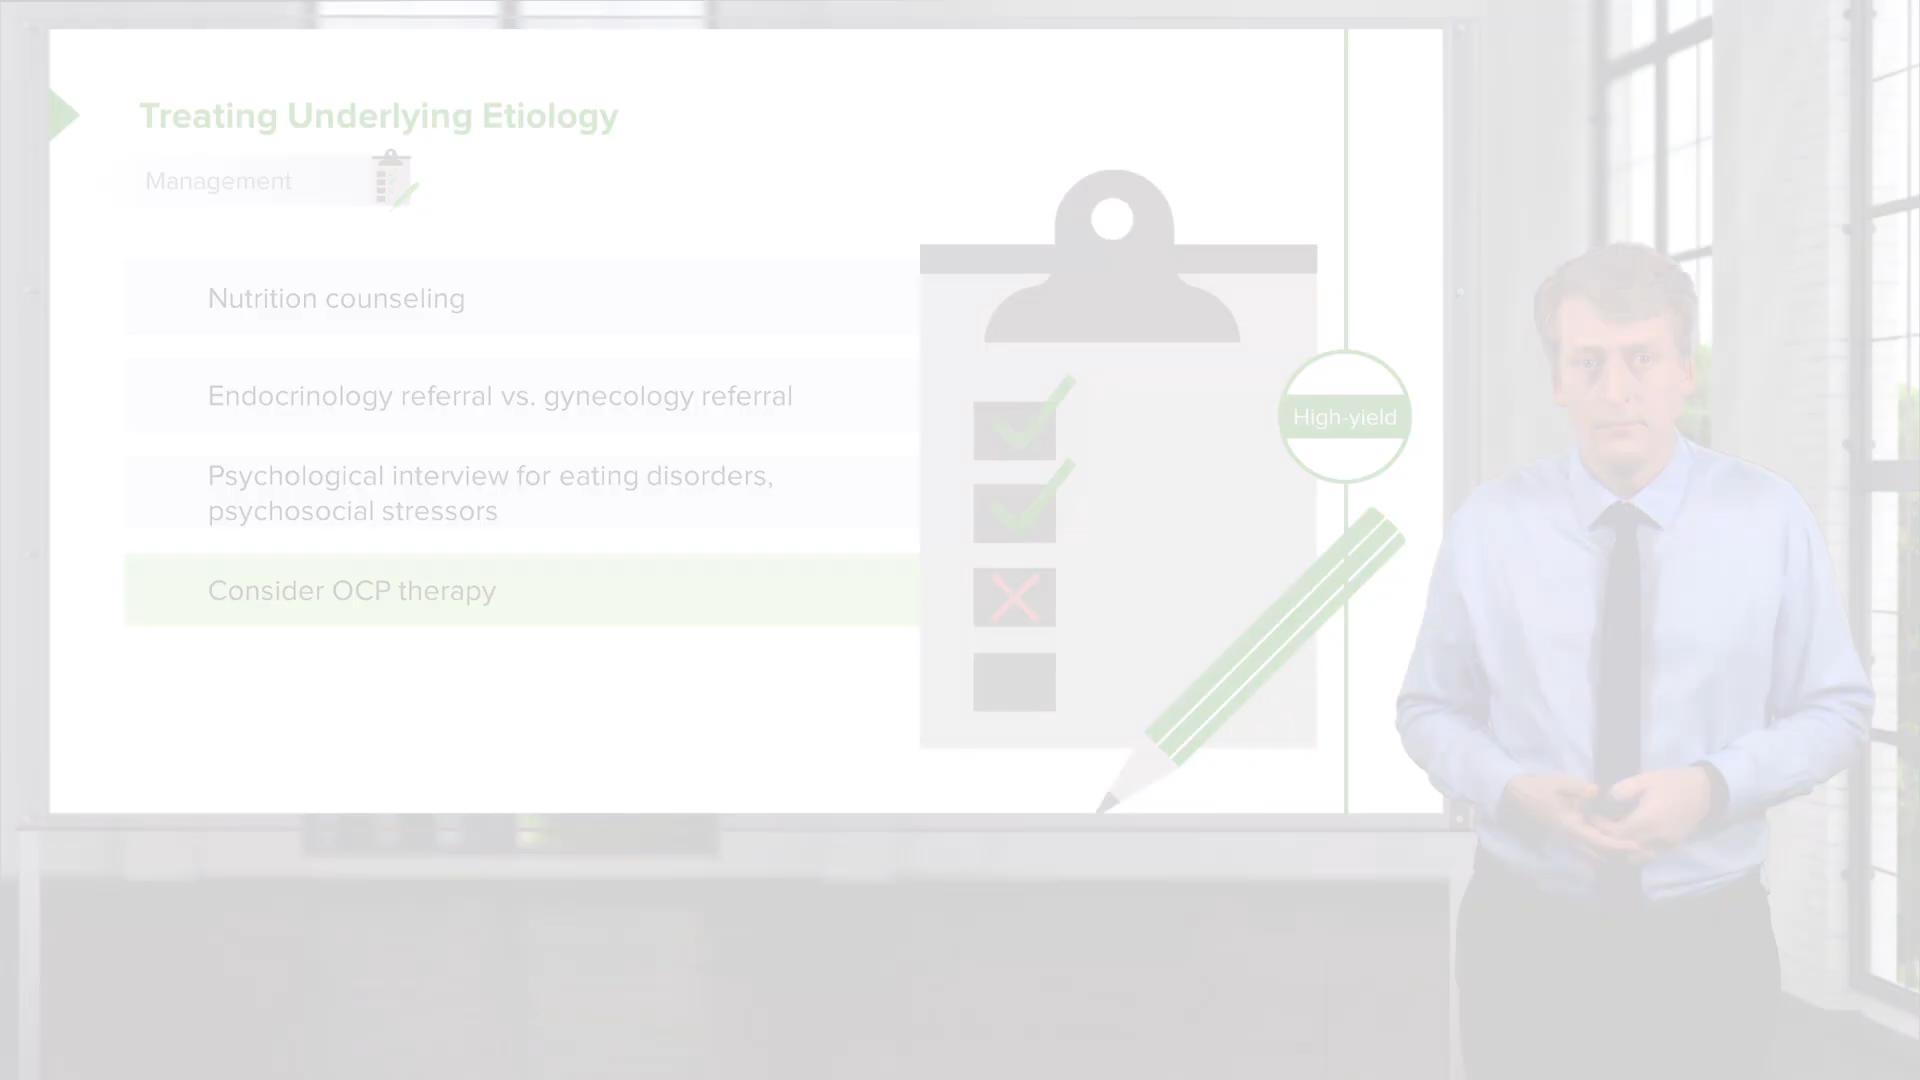 Treating Underlying Etiology
Management
Nutrition counseling
Endocrinology referral vs. gynecology referral
Psychological interview for eating disorders,
psychosocial stressors
Consider OCP therapy
High-yield